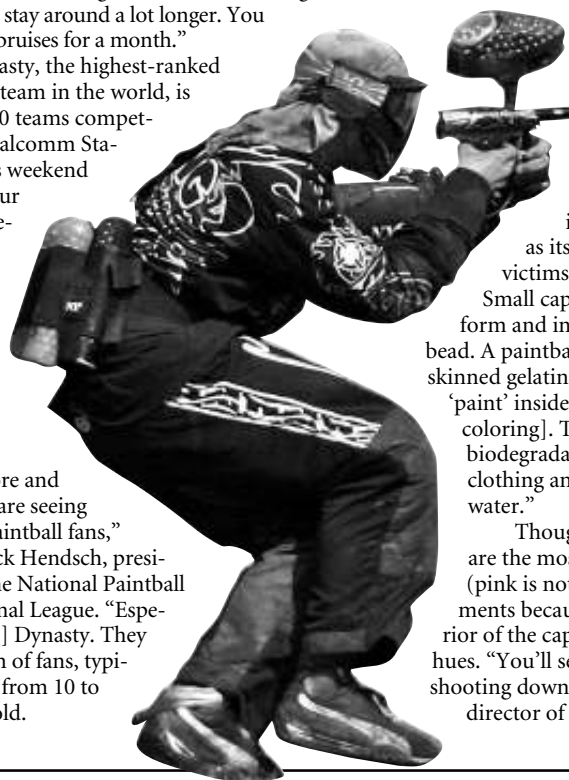 stay around a lot longer. You
bruises for a month.”
asty, the highest-ranked
team in the world, is
0 teams compet-
alcomm Sta-
s weekend
ur
e-
ore and
are seeing
aintball fans,”
ck Hendsch, presi-
ne National Paintball
nal League. “Espe-
] Dynasty. They
n of fans, typi-
from 10 to
old.
i
as its
victims
Small cap
form and in
bead. A paintba
skinned gelatin
‘paint’ inside
coloring]. T
biodegrada
clothing an
water.”
Thoug
are the mos
(pink is not
ments becau
rior of the cap
hues. “You’ll se
shooting down
director of